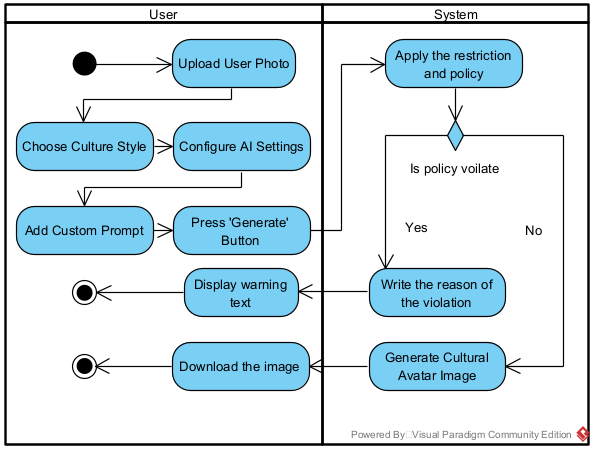 User
System
Upload User Photo
Apply the restriction
and policy
Choose Culture Style
Configure AI Settings
Is policy voilate
Add Custom Prompt
Press 'Generate'
Button
Yes
No
Display warning
text
Write the reason of
the violation
Download the image
Generate Cultural
Avatar Image
Powered By□Visual Paradigm Community Edition